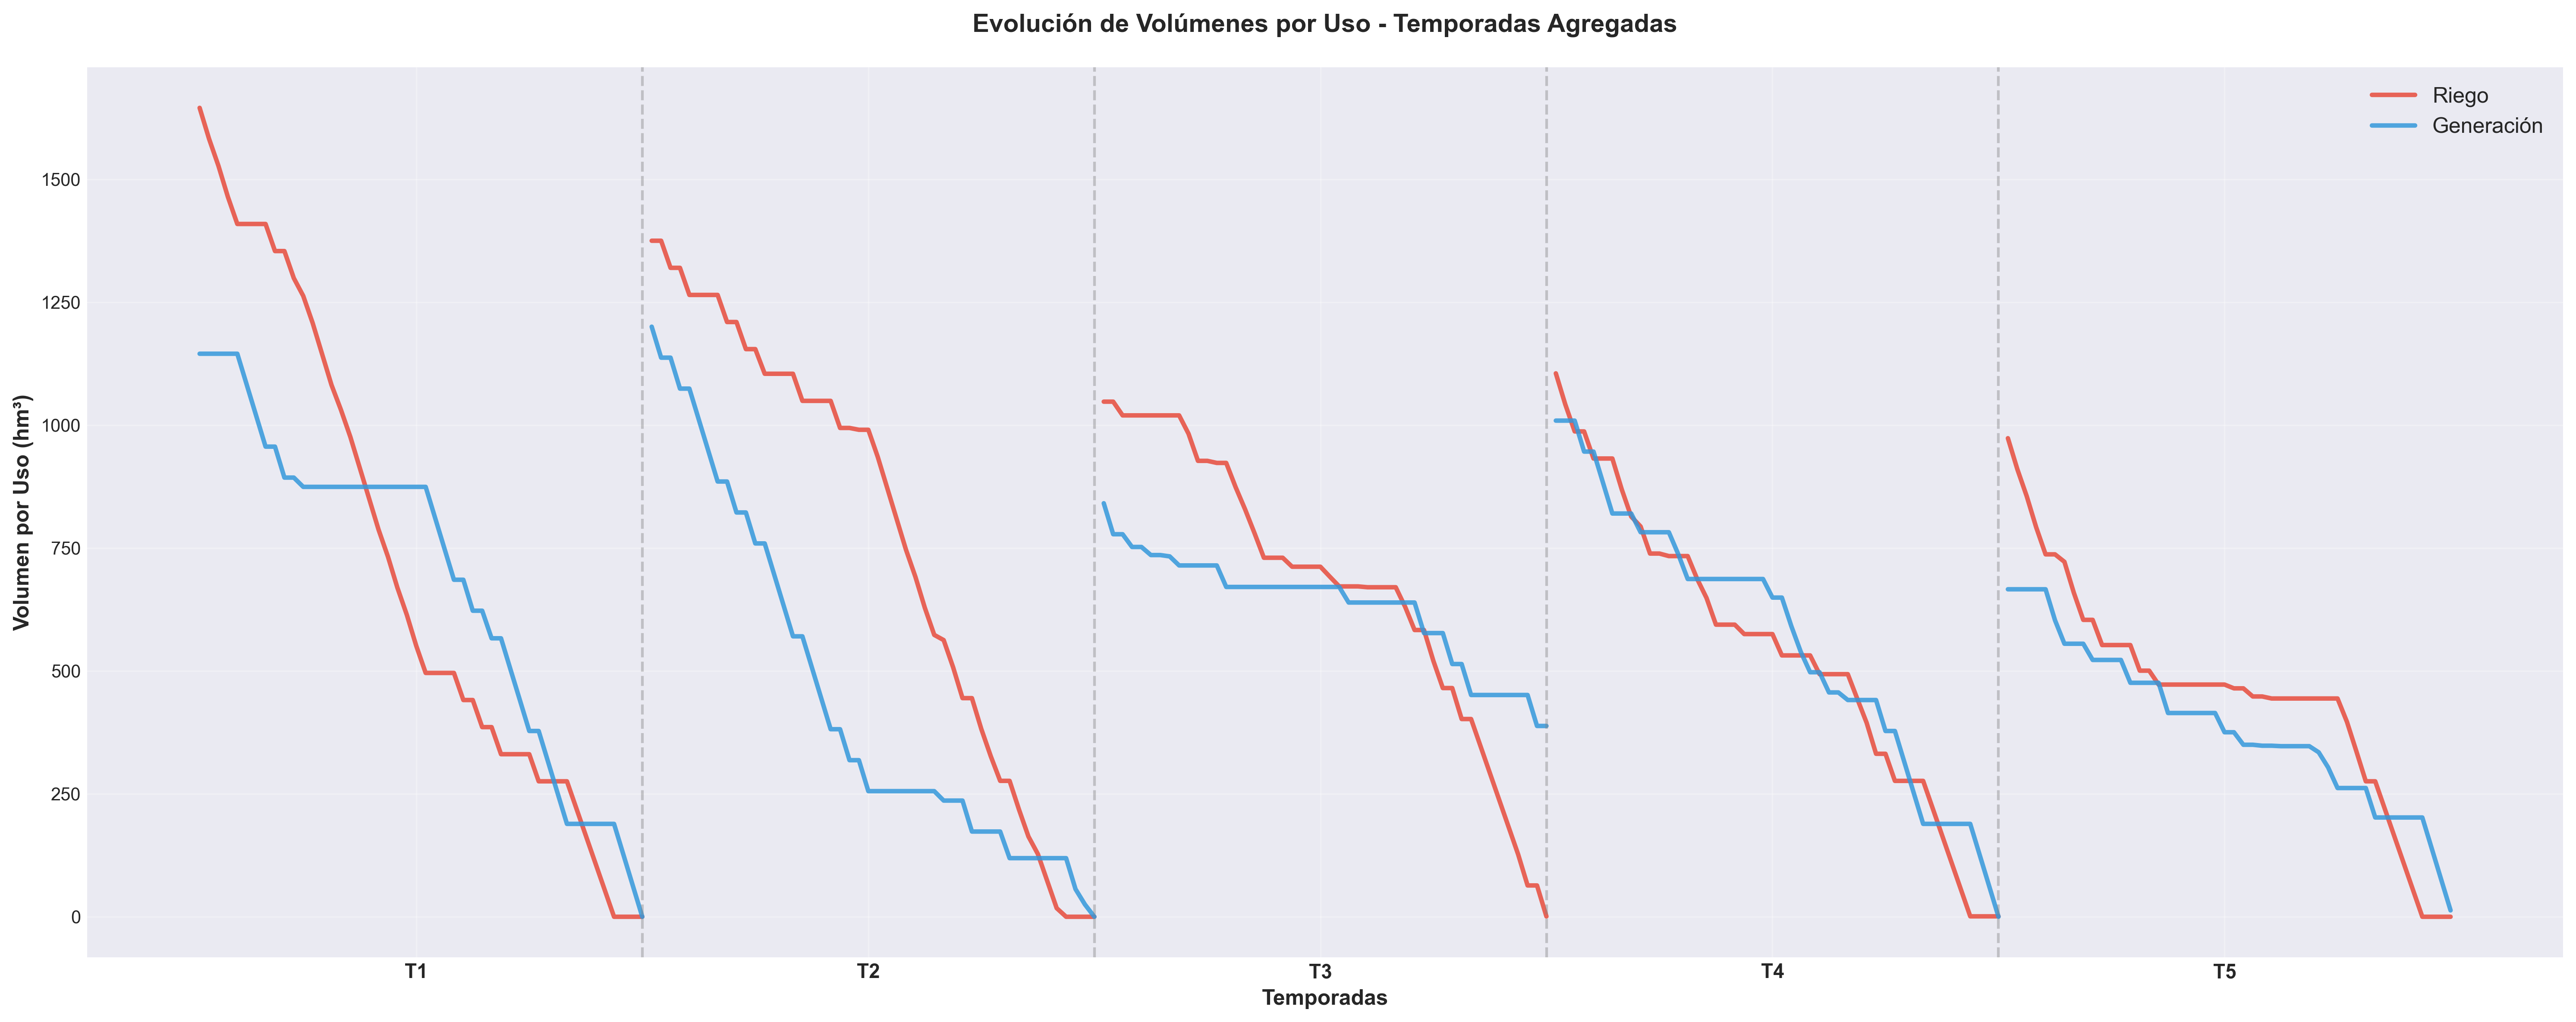 Evolución de Volúmenes por Uso - Temporadas Agregadas
Riego
Generación
Volumen por Uso (hm³)
1500
1250
1000
750
500
250
0
T1 T2 T3 T4 T5
Temporadas